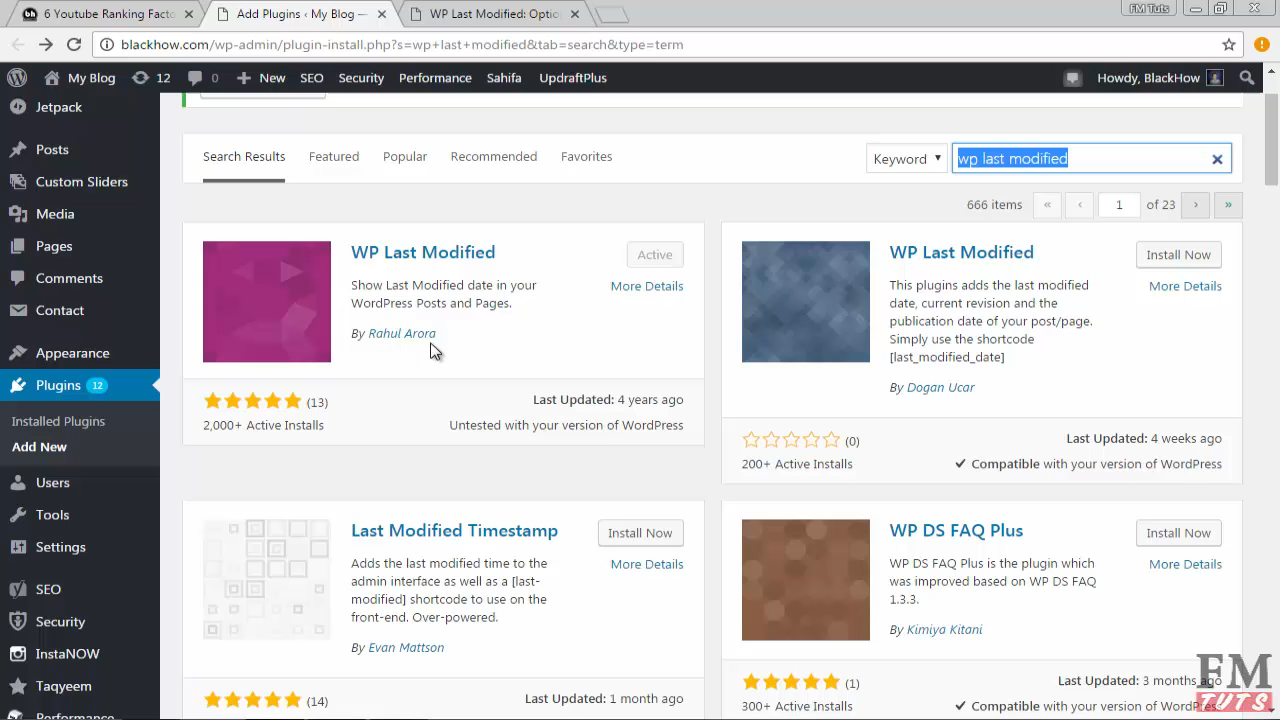 6 Youtube Ranking Facto
Add Plugins ‹ My Blog —
WP Last Modified: Optio
FM Tuts
blackhow.com/wp-admin/plugin-install.php?s=wp+last+modified&tab=search&type=term
My Blog
12
0
New
SEO
Security
Performance
Sahifa
UpdraftPlus
Howdy, BlackHow
Jetpack
Posts
Custom Sliders
Media
Pages
Comments
Contact
Appearance
Plugins 12
Installed Plugins
Add New
Users
Tools
Settings
SEO
Security
InstaNOW
Taqyeem
Performance
Search Results
Featured
Popular
Recommended
Favorites
Keyword
wp last modified
666 items
«
‹
1
of 23
›
»
WP Last Modified
Active
More Details
Show Last Modified date in your
WordPress Posts and Pages.
By Rahul Arora
(13)
Last Updated: 4 years ago
2,000+ Active Installs
Untested with your version of WordPress
WP Last Modified
Install Now
More Details
This plugins adds the last modified
date, current revision and the
publication date of your post/page.
Simply use the shortcode
[last_modified_date]
By Dogan Ucar
(0)
Last Updated: 4 weeks ago
200+ Active Installs
Compatible with your version of WordPress
Last Modified Timestamp
Install Now
More Details
Adds the last modified time to the
admin interface as well as a [last-
modified] shortcode to use on the
front-end. Over-powered.
By Evan Mattson
(14)
Last Updated: 1 month ago
WP DS FAQ Plus
Install Now
More Details
WP DS FAQ Plus is the plugin which
was improved based on WP DS FAQ
1.3.3.
By Kimiya Kitani
(1)
Last Updated: 3 months ago
300+ Active Installs
Compatible with your version of WordPress
FM
TUTS